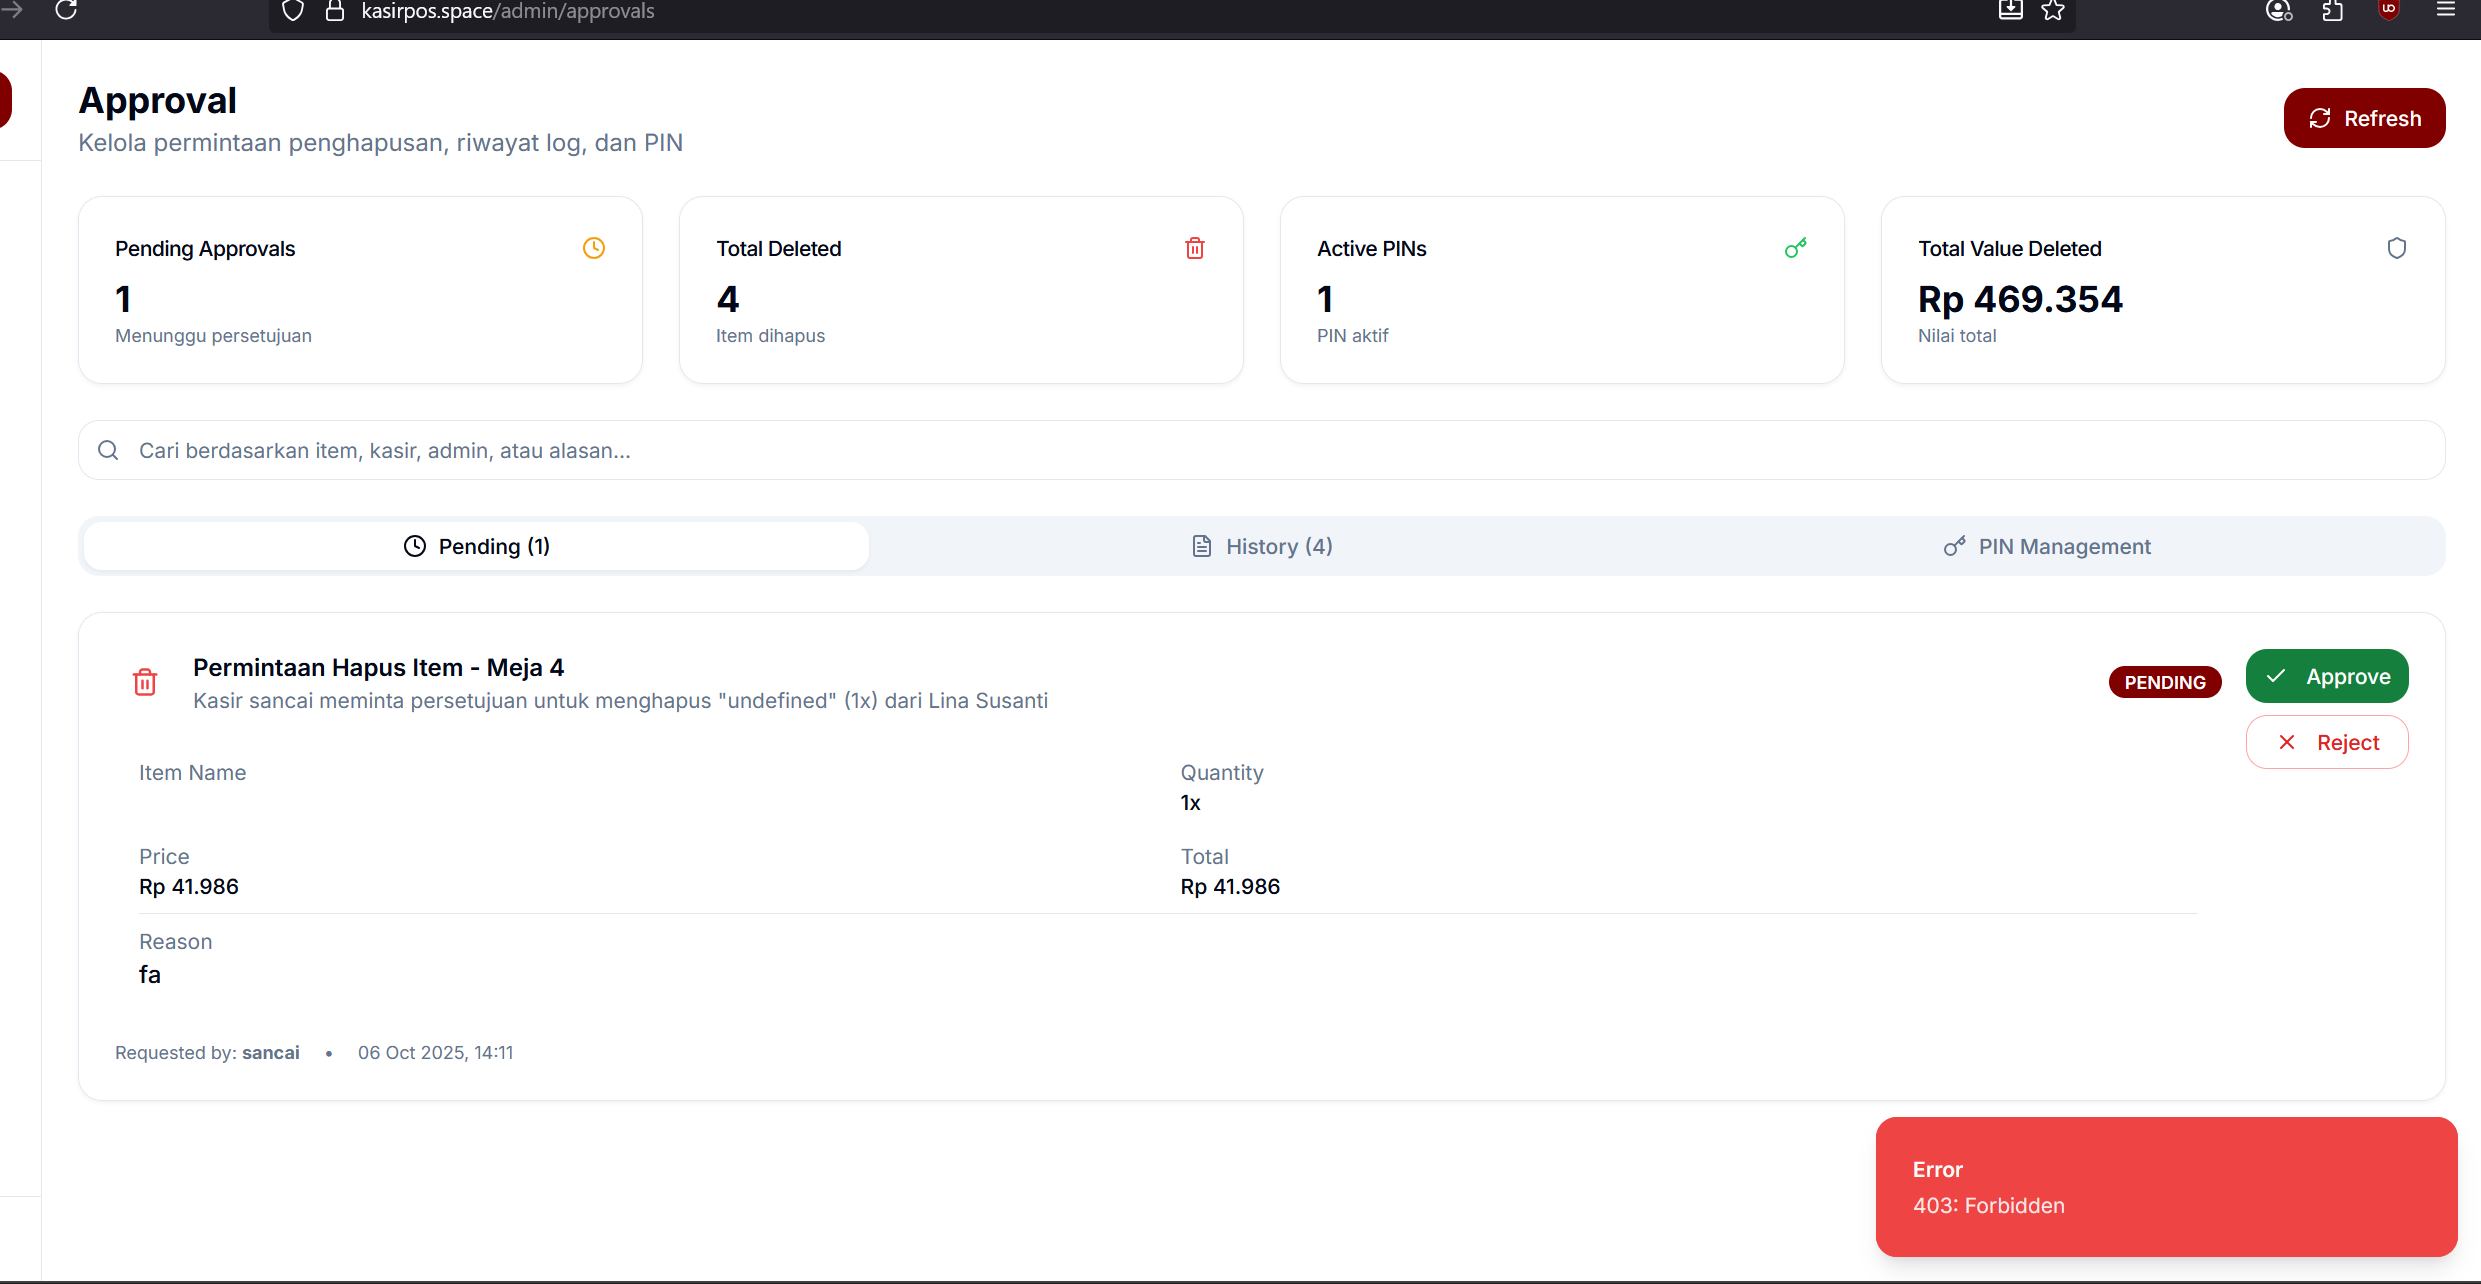 kasirpos.space/admin/approvals
Approval
Kelola permintaan penghapusan, riwayat log, dan PIN
Refresh
Pending Approvals
1
Menunggu persetujuan
Total Deleted
4
Item dihapus
Active PINs
1
PIN aktif
Total Value Deleted
Rp 469.354
Nilai total
Cari berdasarkan item, kasir, admin, atau alasan...
Pending (1)
History (4)
PIN Management
Permintaan Hapus Item - Meja 4
Kasir sancai meminta persetujuan untuk menghapus "undefined" (1x) dari Lina Susanti
PENDING
Approve
Reject
Item Name
Quantity
1x
Price
Rp 41.986
Total
Rp 41.986
Reason
fa
Requested by: sancai • 06 Oct 2025, 14:11
Error
403: Forbidden